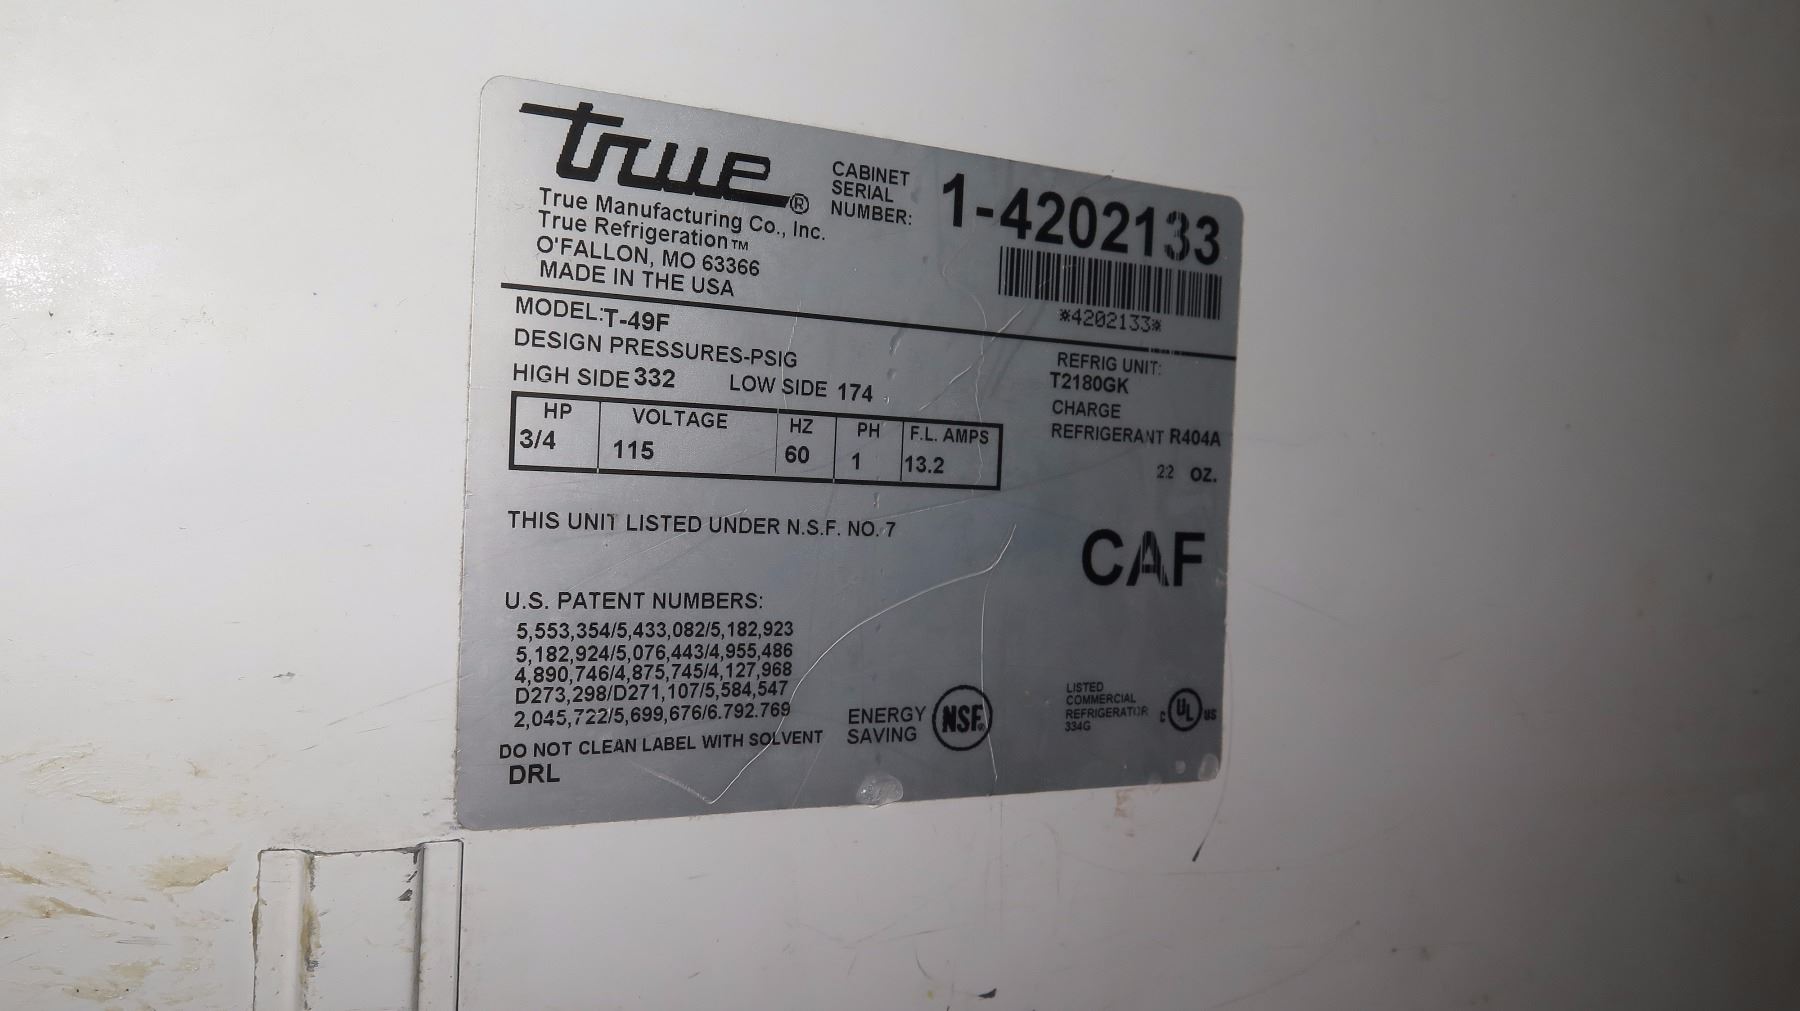 true®
True Manufacturing Co., Inc.
True Refrigeration™
O'FALLON, MO 63366
MADE IN THE USA
CABINET
SERIAL
NUMBER:
1-4202133
*4202133*
MODEL:T-49F
DESIGN PRESSURES-PSIG
HIGH SIDE 332 LOW SIDE 174
REFRIG UNIT:
T2180GK
CHARGE
REFRIGERANT R404A
22 OZ.
HP VOLTAGE HZ PH F.L. AMPS
3/4 115 60 1 13.2
THIS UNIT LISTED UNDER N.S.F. NO. 7
CAF
U.S. PATENT NUMBERS:
5,553,354/5,433,082/5,182,923
5,182,924/5,076,443/4,955,486
4,890,746/4,875,745/4,127,968
D273,298/D271,107/5,584,547
2,045,722/5,699,676/6.792.769
DO NOT CLEAN LABEL WITH SOLVENT
DRL
ENERGY
SAVING
NSF®
LISTED
COMMERCIAL
REFRIGERATOR
334G
C UL US